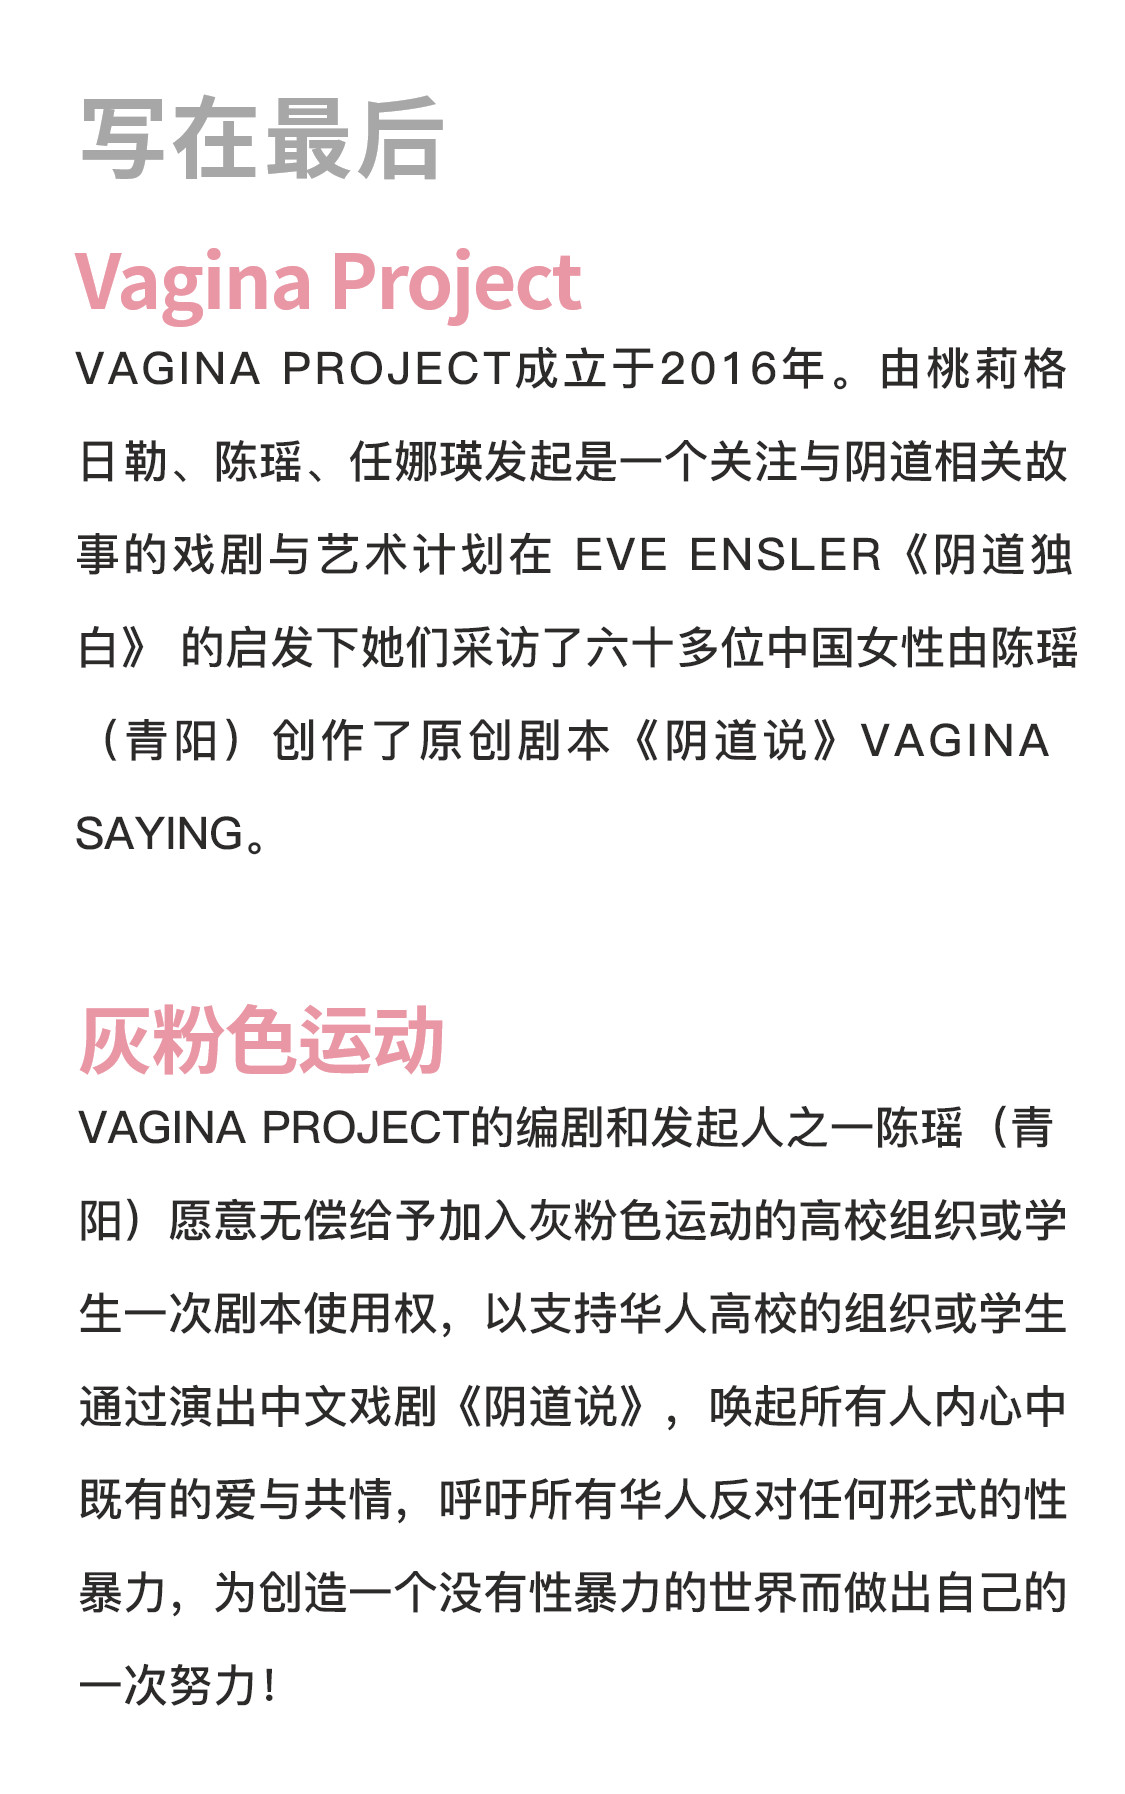 写在最后
Vagina Project
VAGINA PROJECT成立于2016年。由桃莉格
日勒、陈瑶、任娜瑛发起是一个关注与阴道相关故
事的戏剧与艺术计划在 EVE ENSLER《阴道独
白》 的启发下她们采访了六十多位中国女性由陈瑶
（青阳）创作了原创剧本《阴道说》VAGINA
SAYING。
灰粉色运动
VAGINA PROJECT的编剧和发起人之一陈瑶（青
阳）愿意无偿给予加入灰粉色运动的高校组织或学
生一次剧本使用权，以支持华人高校的组织或学生
通过演出中文戏剧《阴道说》，唤起所有人内心中
既有的爱与共情，呼吁所有华人反对任何形式的性
暴力，为创造一个没有性暴力的世界而做出自己的
一次努力！